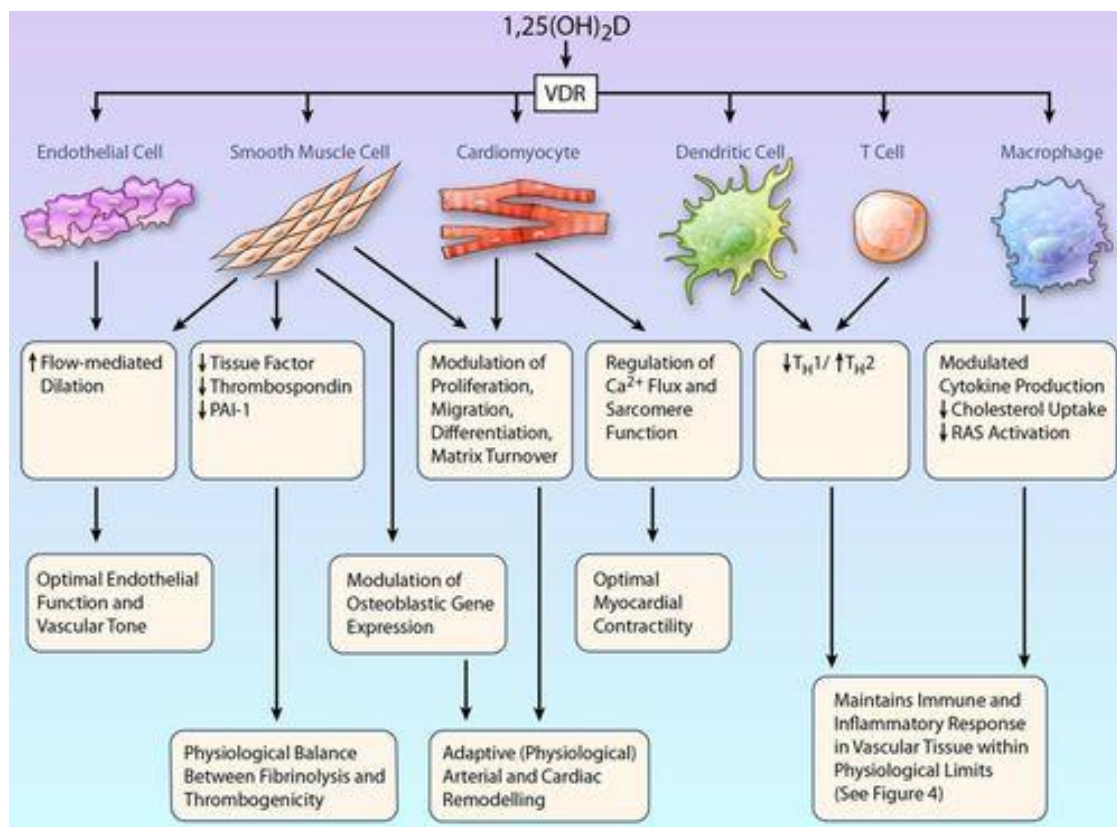 1,25(OH)2D
VDR
Endothelial Cell
Smooth Muscle Cell
Cardiomyocyte
Dendritic Cell
T Cell
Macrophage
↑ Flow-mediated
Dilation
↓ Tissue Factor
↓ Thrombospondin
↓ PAI-1
Modulation of
Proliferation,
Migration,
Differentiation,
Matrix Turnover
Regulation of
Ca2+ Flux and
Sarcomere
Function
↓TH1/ ↑TH2
Modulated
Cytokine Production
↓ Cholesterol Uptake
↓ RAS Activation
Optimal Endothelial
Function and
Vascular Tone
Modulation of
Osteoblastic Gene
Expression
Optimal
Myocardial
Contractility
Physiological Balance
Between Fibrinolysis and
Thrombogenicity
Adaptive (Physiological)
Arterial and Cardiac
Remodelling
Maintains Immune and
Inflammatory Response
in Vascular Tissue within
Physiological Limits
(See Figure 4)